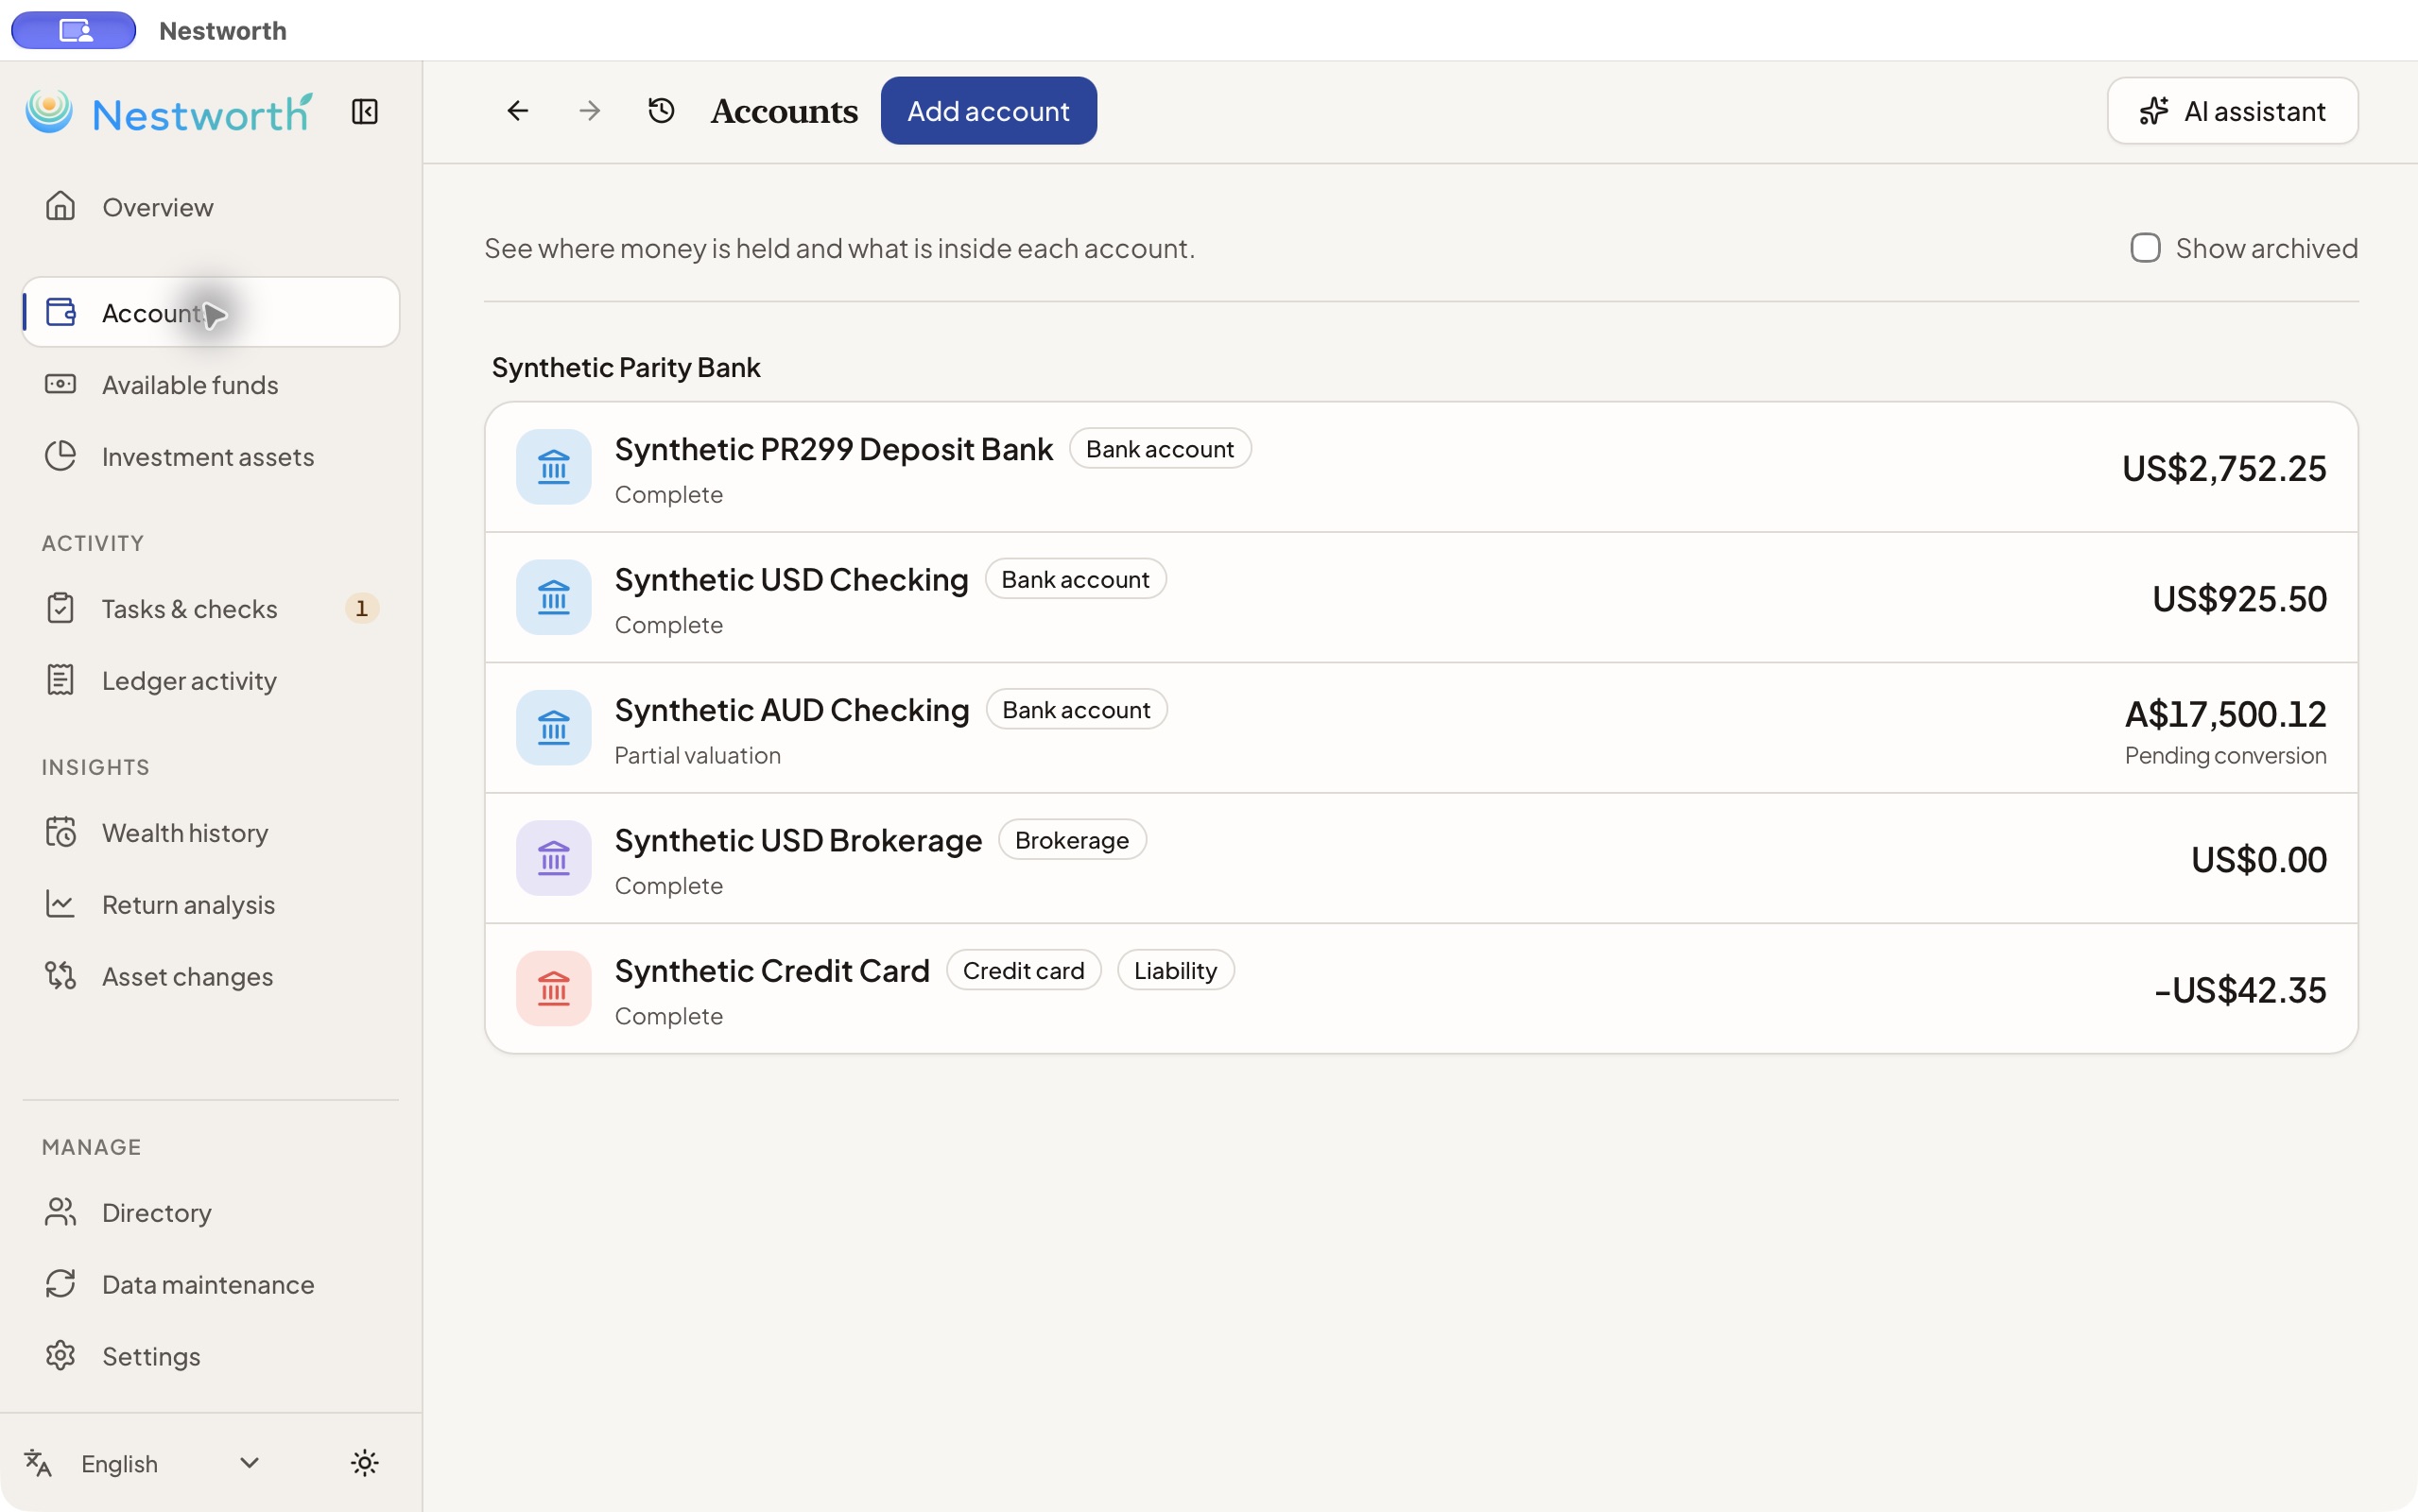 Nestworth
Nestworth
Accounts
Add account
AI assistant
Overview
Accounts
Available funds
Investment assets
ACTIVITY
Tasks & checks 1
Ledger activity
INSIGHTS
Wealth history
Return analysis
Asset changes
MANAGE
Directory
Data maintenance
Settings
English
See where money is held and what is inside each account.
Show archived
Synthetic Parity Bank
Synthetic PR299 Deposit Bank Bank account
Complete
US$2,752.25
Synthetic USD Checking Bank account
Complete
US$925.50
Synthetic AUD Checking Bank account
Partial valuation
A$17,500.12
Pending conversion
Synthetic USD Brokerage Brokerage
Complete
US$0.00
Synthetic Credit Card Credit card Liability
Complete
-US$42.35